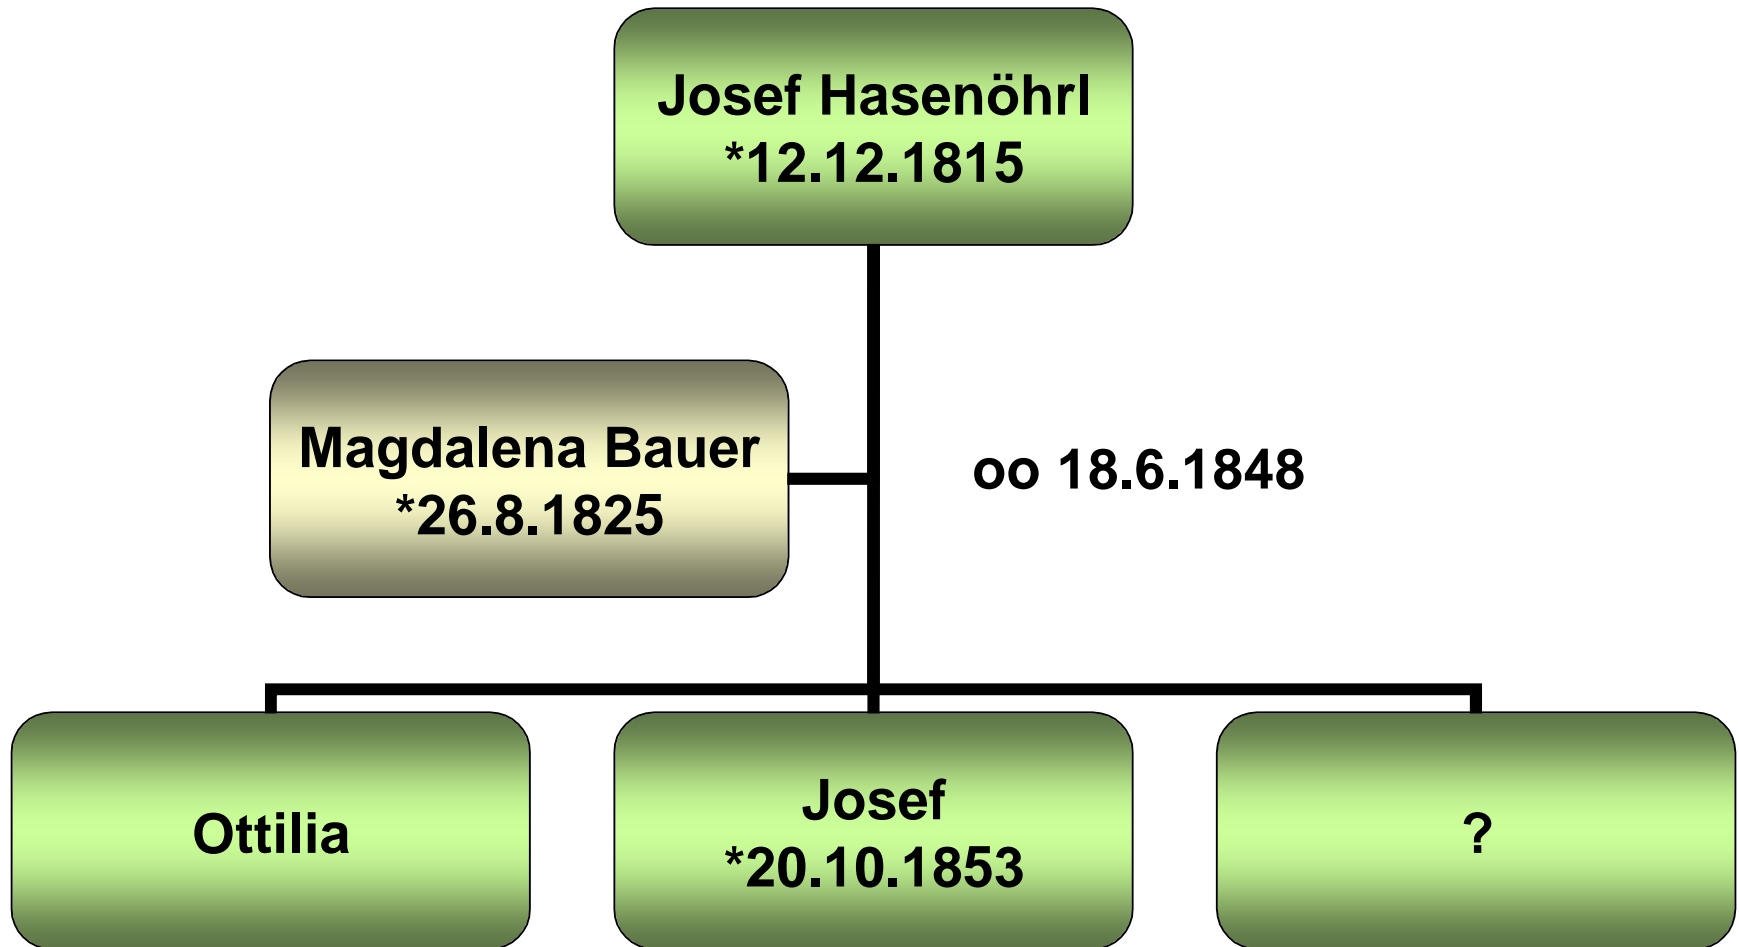 Josef Hasenöhrl
*12.12.1815
Magdalena Bauer
*26.8.1825
oo 18.6.1848
Ottilia
Josef
*20.10.1853
?